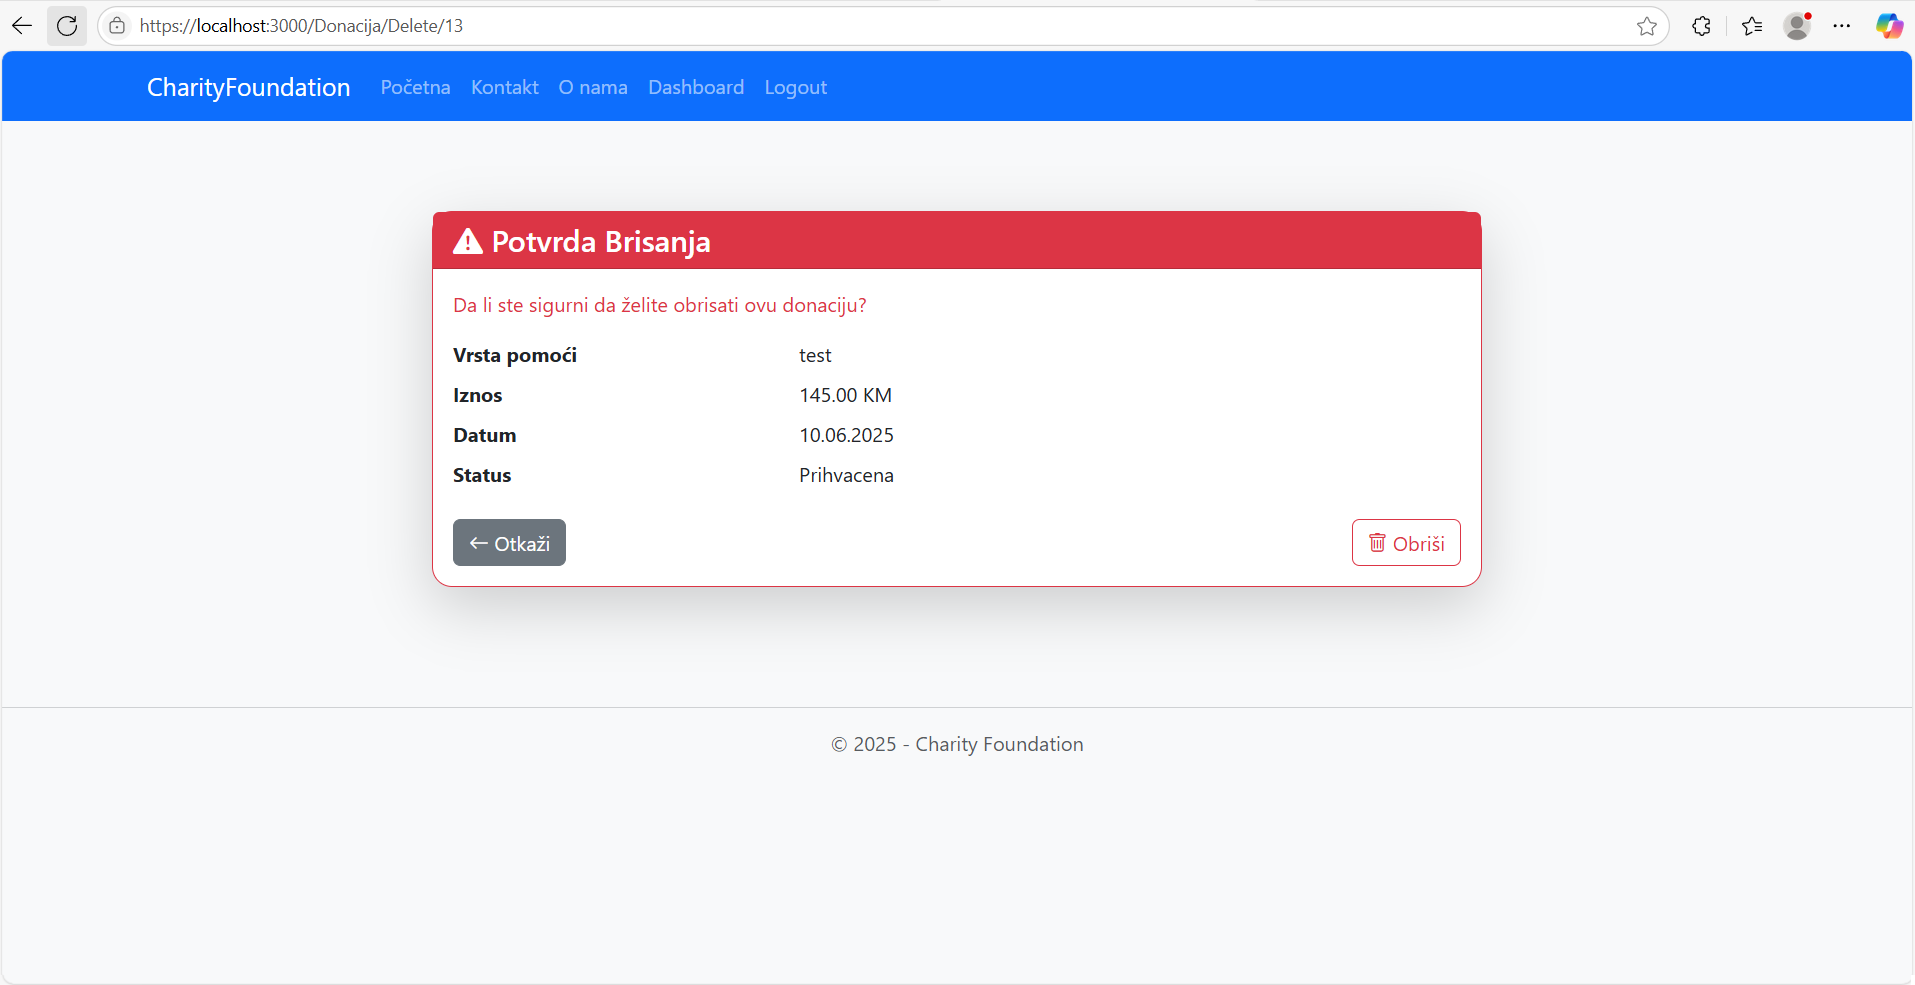 https://localhost:3000/Donacija/Delete/13
CharityFoundation Početna Kontakt O nama Dashboard Logout
Potvrda Brisanja
Da li ste sigurni da želite obrisati ovu donaciju?
Vrsta pomoći test
Iznos 145.00 KM
Datum 10.06.2025
Status Prihvacena
Otkaži Obriši
© 2025 - Charity Foundation